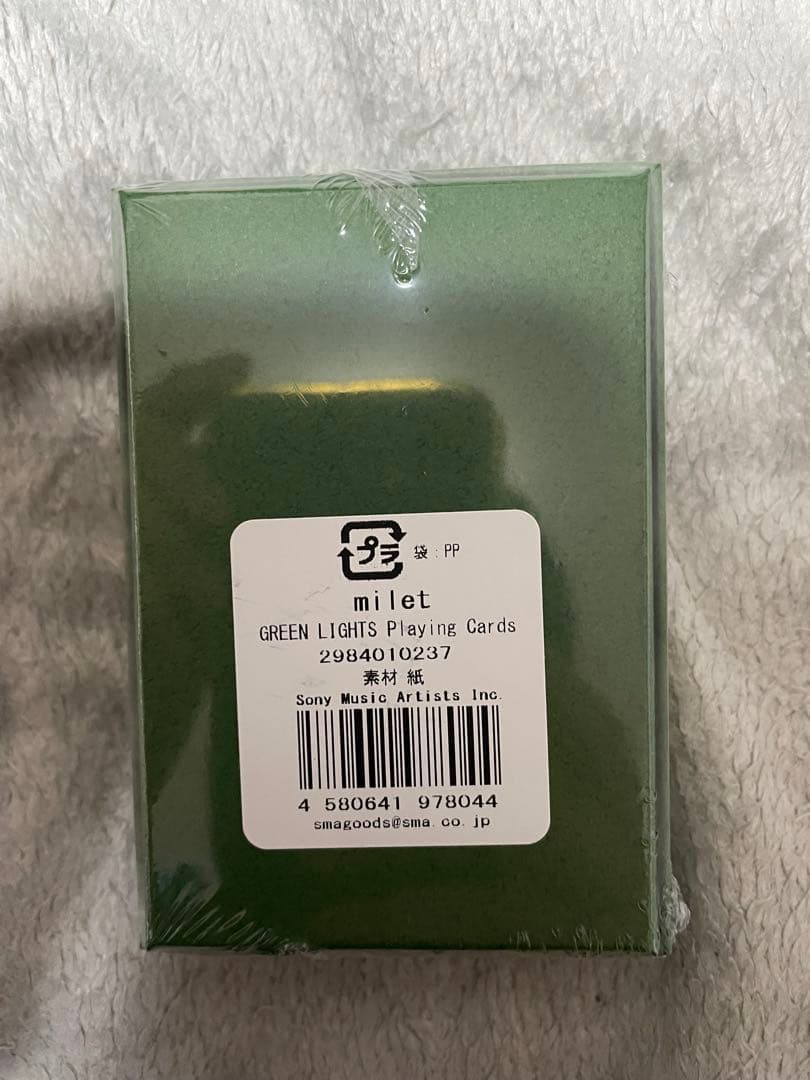 プラ 袋:PP
milet
GREEN LIGHTS Playing Cards
2984010237
素材 紙
Sony Music Artists Inc.
4 580641 978044
smagoods@sma.co.jp